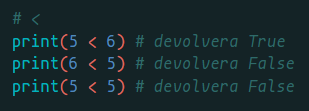 # <
print(5 < 6) # devolvera True
print(6 < 5) # devolvera False
print(5 < 5) # devolvera False